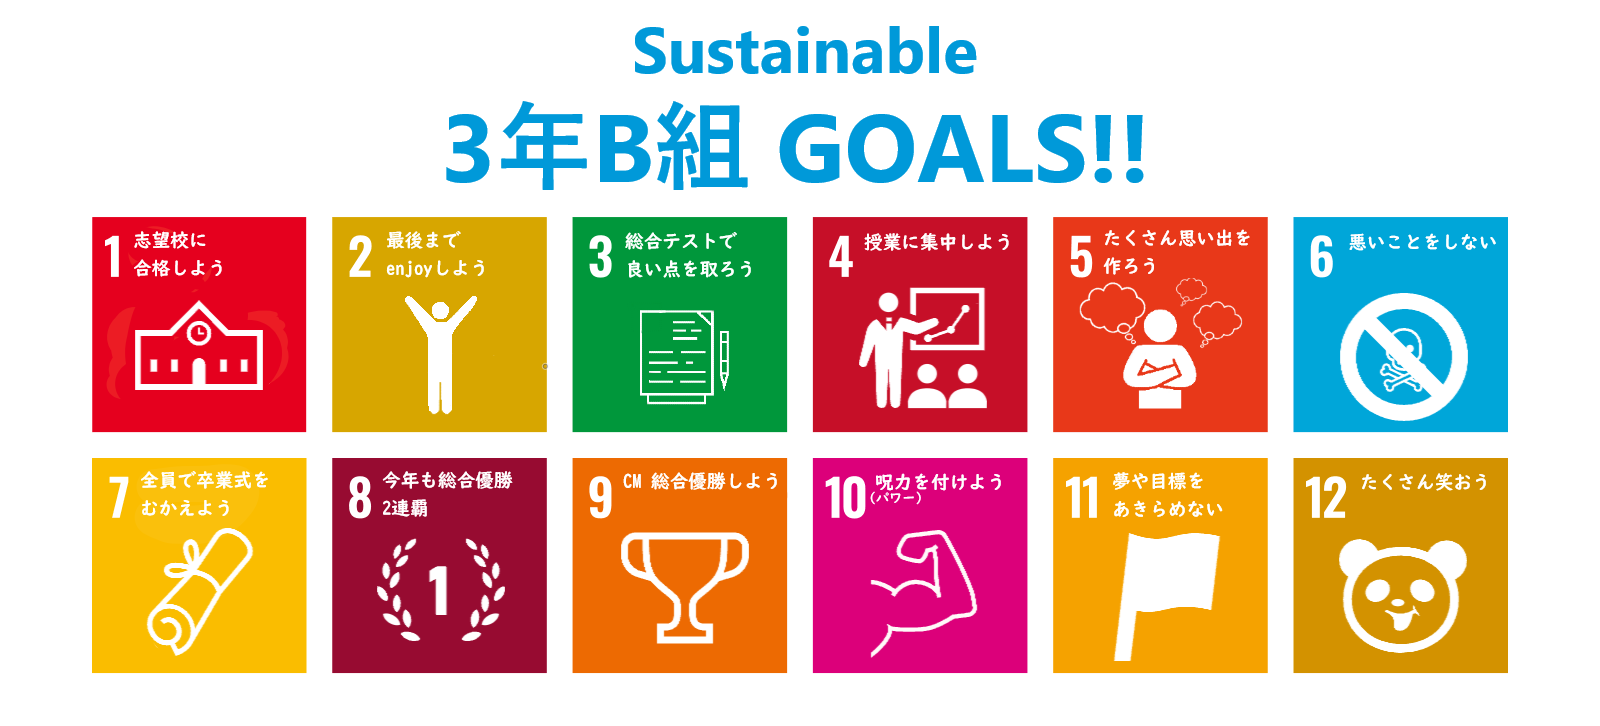 Sustainable
3年B組 GOALS!!
1 志望校に
合格しよう
2 最後まで
enjoyしよう
3 総合テストで
良い点を取ろう
4 授業に集中しよう
5 たくさん思い出を
作ろう
6 悪いことをしない
7 全員で卒業式を
むかえよう
8 今年も総合優勝
2連覇
1
9 CM 総合優勝しよう
10 呪力を付けよう
(パワー)
11 夢や目標を
あきらめない
12 たくさん笑おう